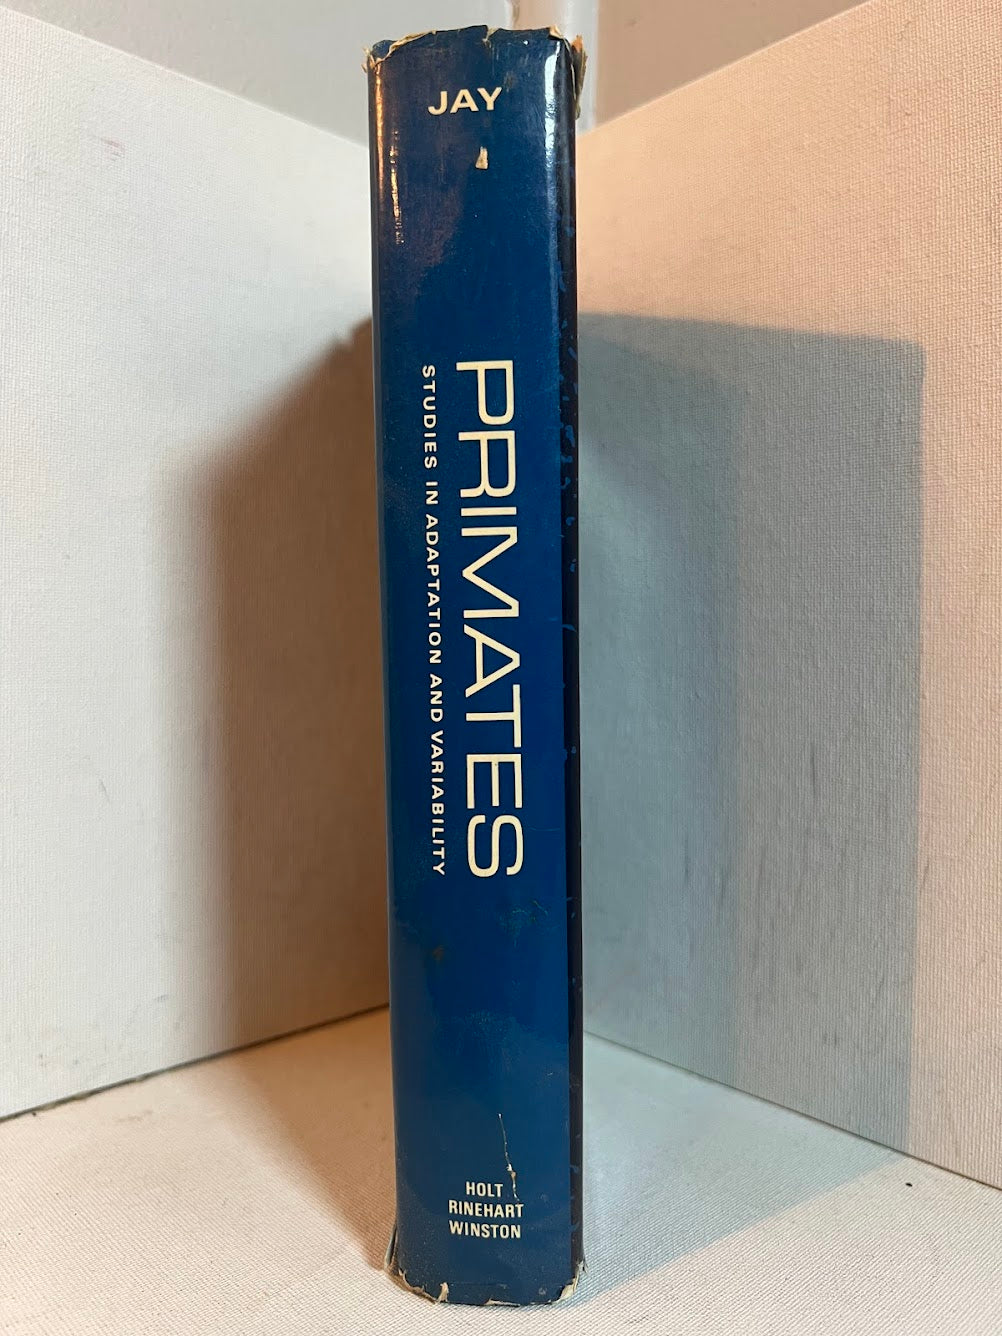 JAY
PRIMATES
STUDIES IN ADAPTATION AND VARIABILITY
HOLT
RINEHART
WINSTON